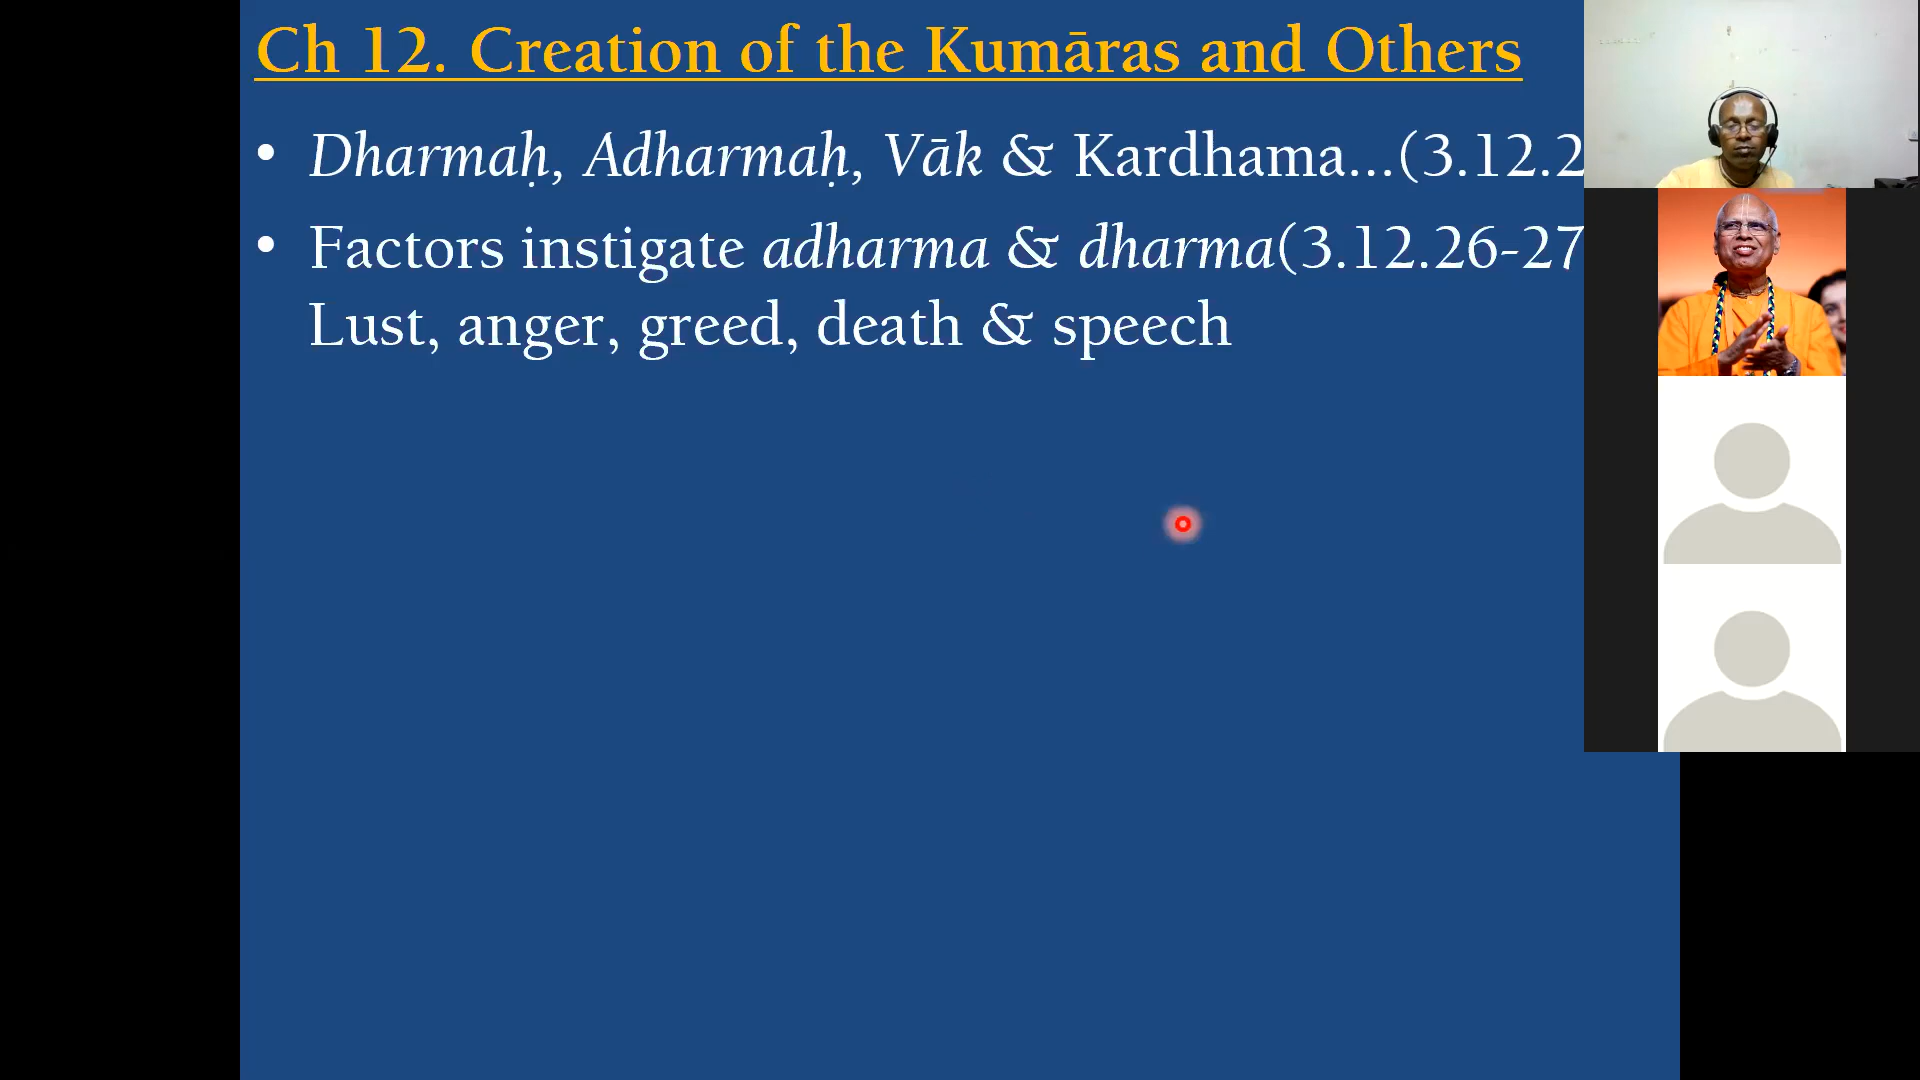 Ch 12. Creation of the Kumāras and Others
• Dharmaḥ, Adharmaḥ, Vāk & Kardhama...(3.12.2
• Factors instigate adharma & dharma(3.12.26-27
Lust, anger, greed, death & speech